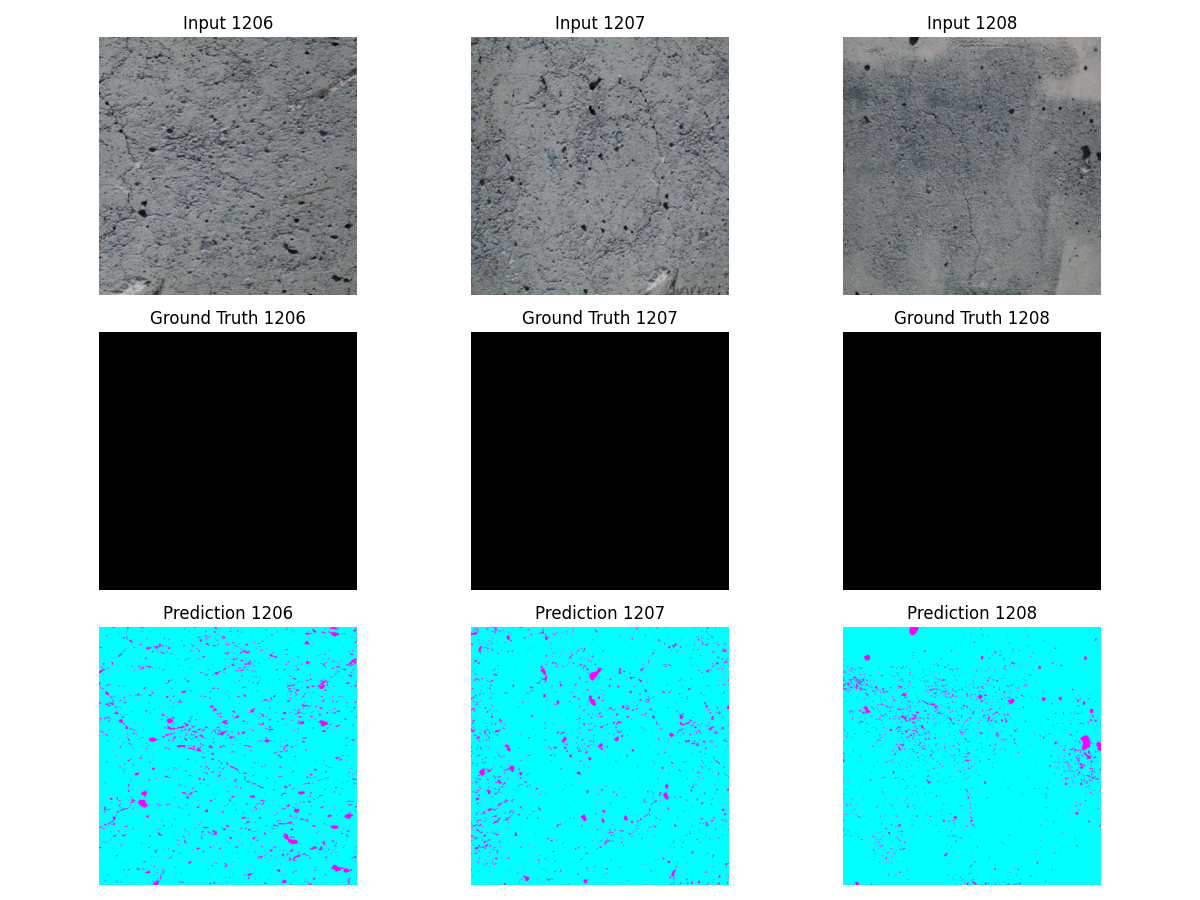 Input 1206
Input 1207
Input 1208
Ground Truth 1206
Ground Truth 1207
Ground Truth 1208
Prediction 1206
Prediction 1207
Prediction 1208